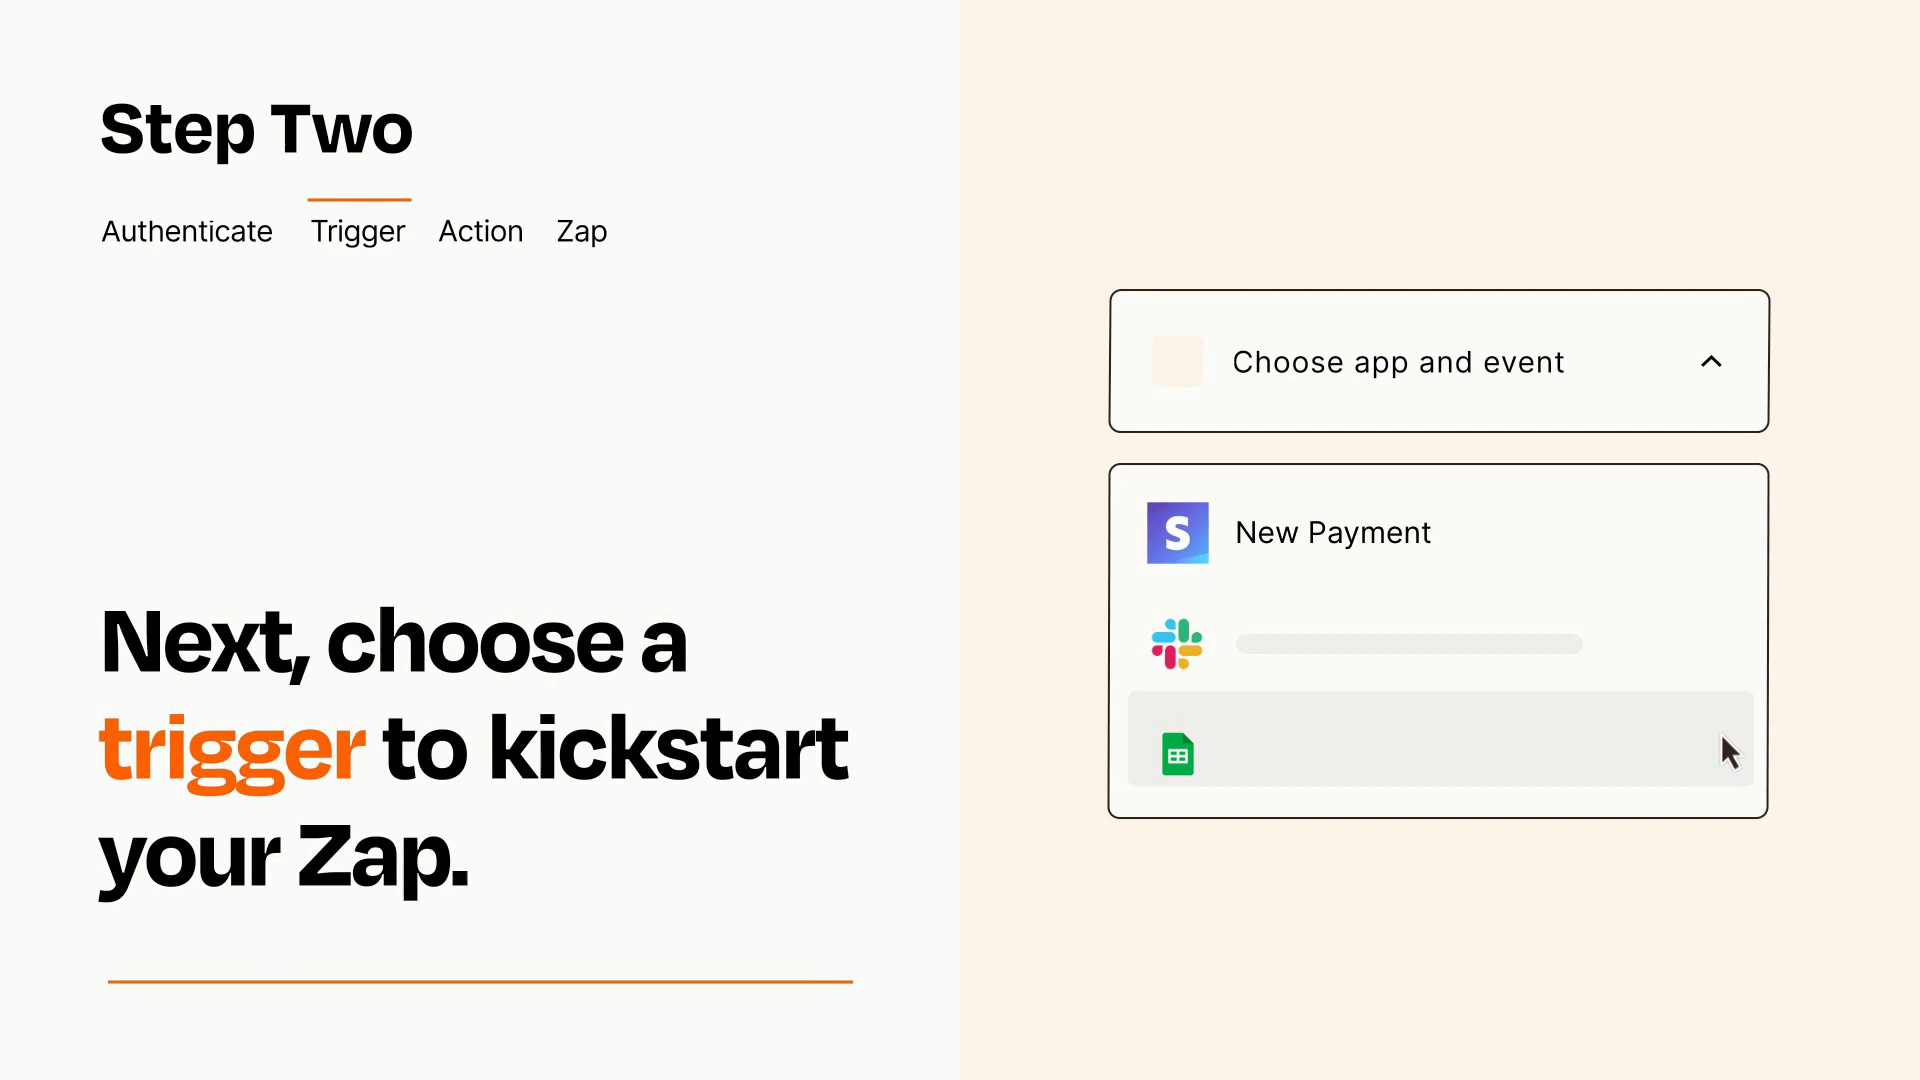 Step Two
Authenticate Trigger Action Zap
Next, choose a
trigger to kickstart
your Zap.
Choose app and event
S New Payment